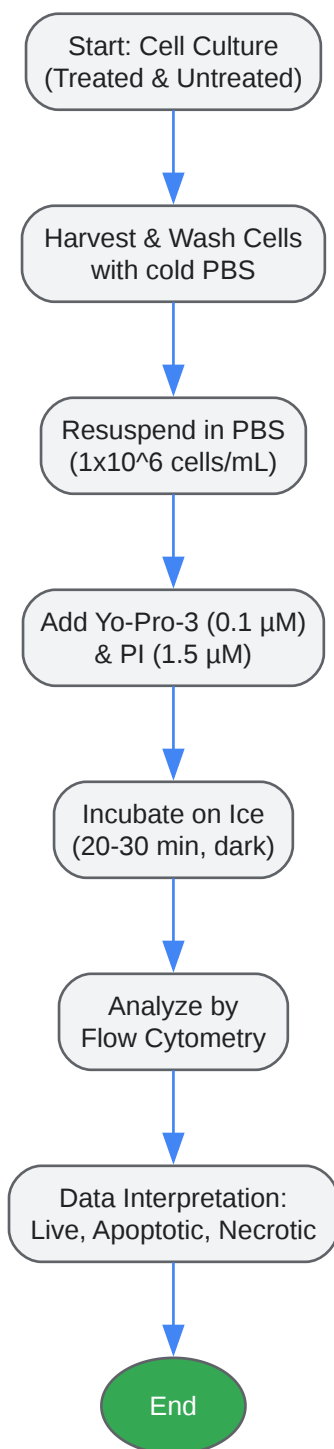 Start: Cell Culture
(Treated & Untreated)
Harvest & Wash Cells
with cold PBS
Resuspend in PBS
(1x10^6 cells/mL)
Add Yo-Pro-3 (0.1 µM)
& PI (1.5 µM)
Incubate on Ice
(20-30 min, dark)
Analyze by
Flow Cytometry
Data Interpretation:
Live, Apoptotic, Necrotic
End